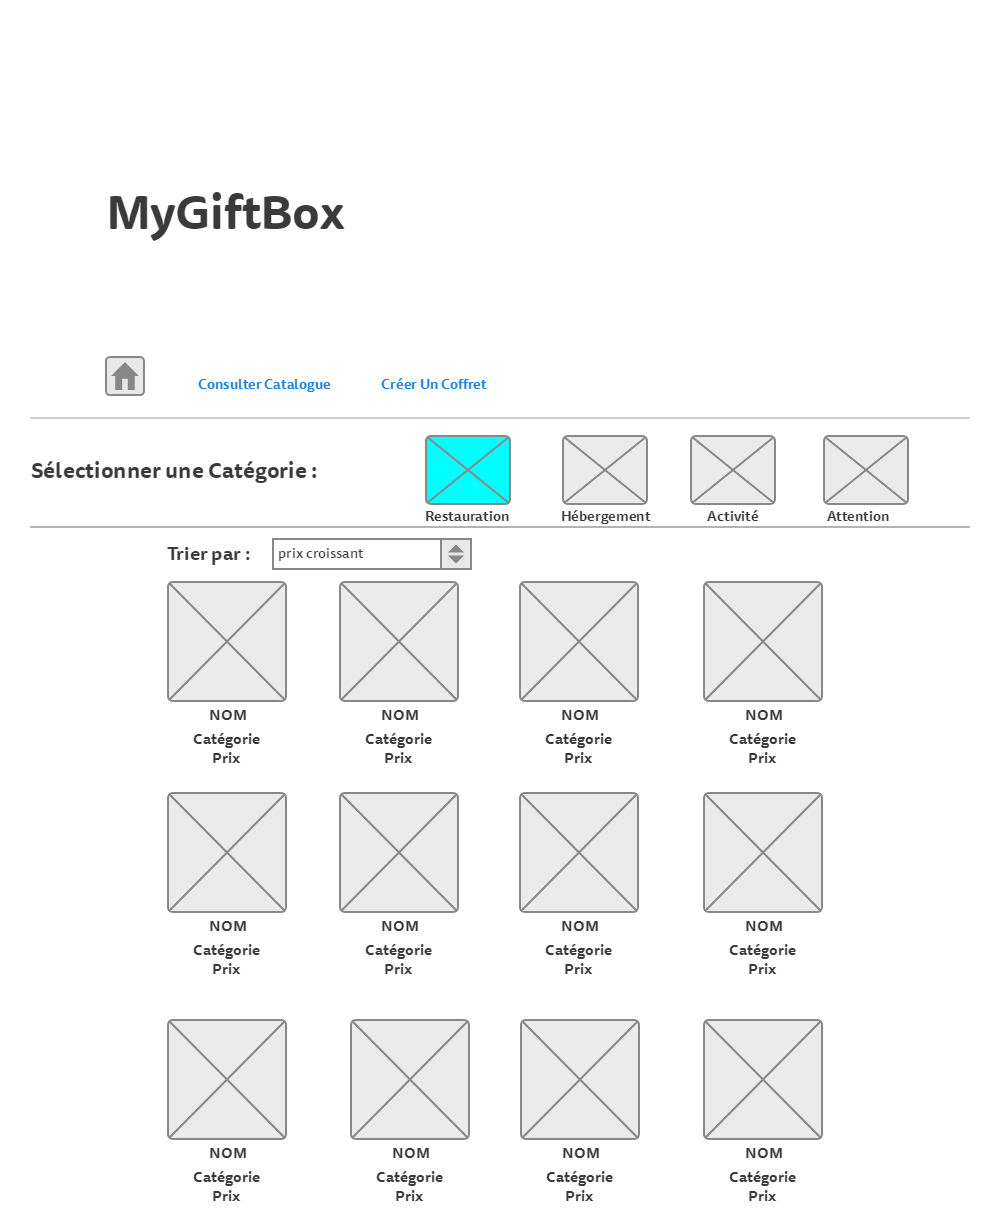 MyGiftBox
Consulter Catalogue Créer Un Coffret
Sélectionner une Catégorie :
Restauration Hébergement Activité Attention
Trier par : prix croissant
NOM NOM NOM NOM
Catégorie Catégorie Catégorie Catégorie
Prix Prix Prix Prix
NOM NOM NOM NOM
Catégorie Catégorie Catégorie Catégorie
Prix Prix Prix Prix
NOM NOM NOM NOM
Catégorie Catégorie Catégorie Catégorie
Prix Prix Prix Prix